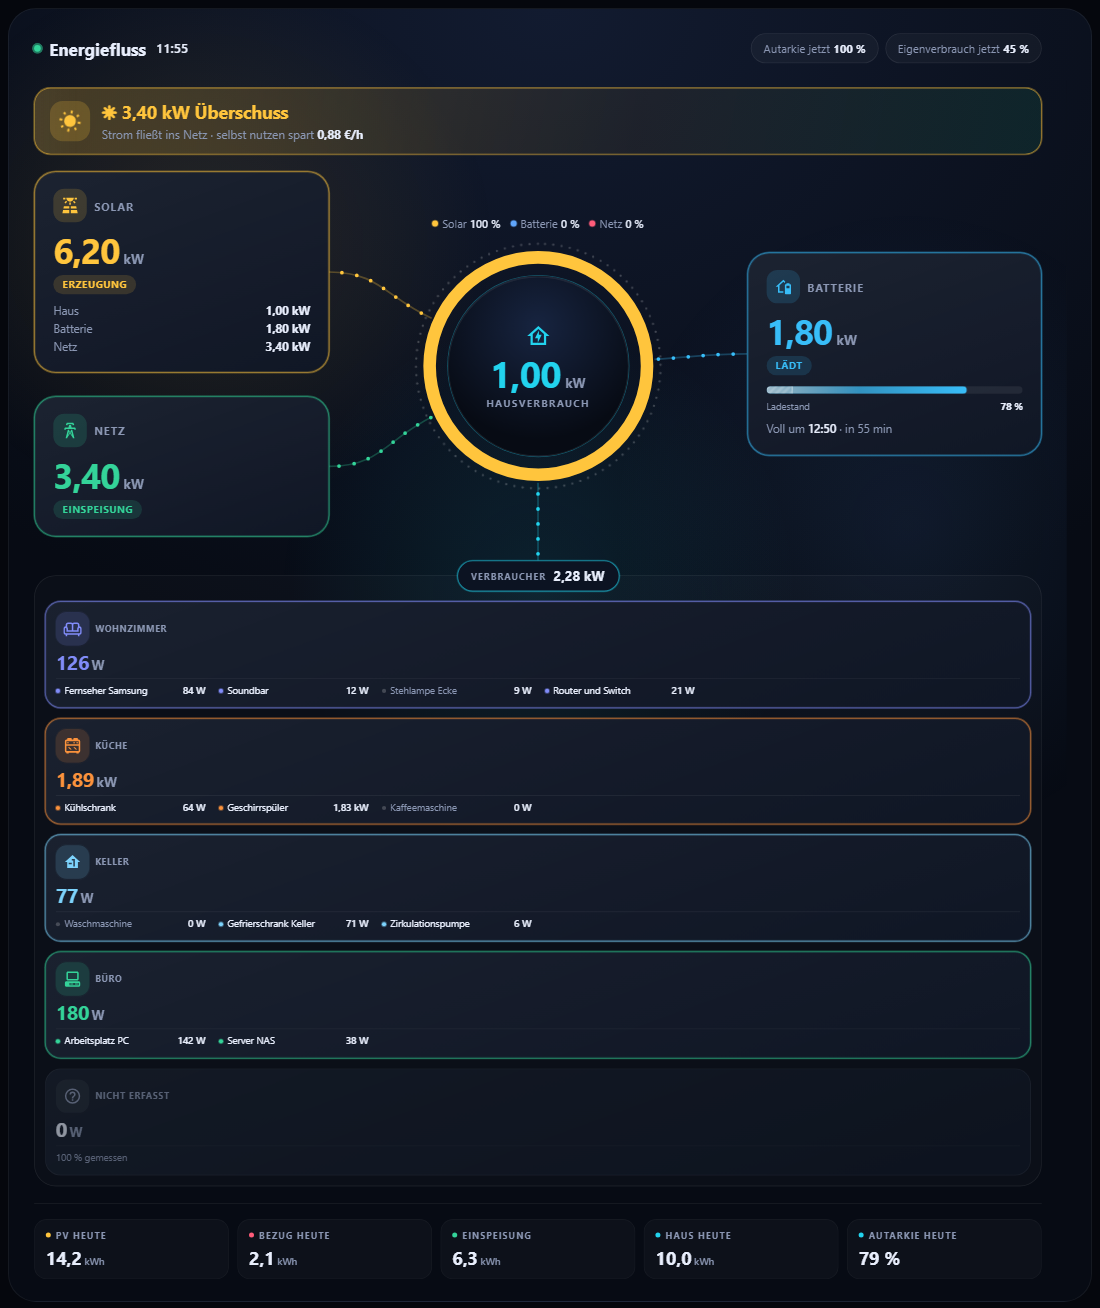 Energiefluss 11:55
Autarkie jetzt 100 % Eigenverbrauch jetzt 45 %
☀ 3,40 kW Überschuss
Strom fließt ins Netz · selbst nutzen spart 0,88 €/h
SOLAR
6,20 kW
ERZEUGUNG
Haus 1,00 kW
Batterie 1,80 kW
Netz 3,40 kW
NETZ
3,40 kW
EINSPEISUNG
Solar 100 % Batterie 0 % Netz 0 %
1,00 kW
HAUSVERBRAUCH
BATTERIE
1,80 kW
LÄDT
Ladestand 78 %
Voll um 12:50 · in 55 min
VERBRAUCHER 2,28 kW
WOHNZIMMER
126 W
Fernseher Samsung 84 W Soundbar 12 W Stehlampe Ecke 9 W Router und Switch 21 W
KÜCHE
1,89 kW
Kühlschrank 64 W Geschirrspüler 1,83 kW Kaffeemaschine 0 W
KELLER
77 W
Waschmaschine 0 W Gefrierschrank Keller 71 W Zirkulationspumpe 6 W
BÜRO
180 W
Arbeitsplatz PC 142 W Server NAS 38 W
NICHT ERFASST
0 W
100 % gemessen
PV HEUTE
14,2 kWh
BEZUG HEUTE
2,1 kWh
EINSPEISUNG
6,3 kWh
HAUS HEUTE
10,0 kWh
AUTARKIE HEUTE
79 %